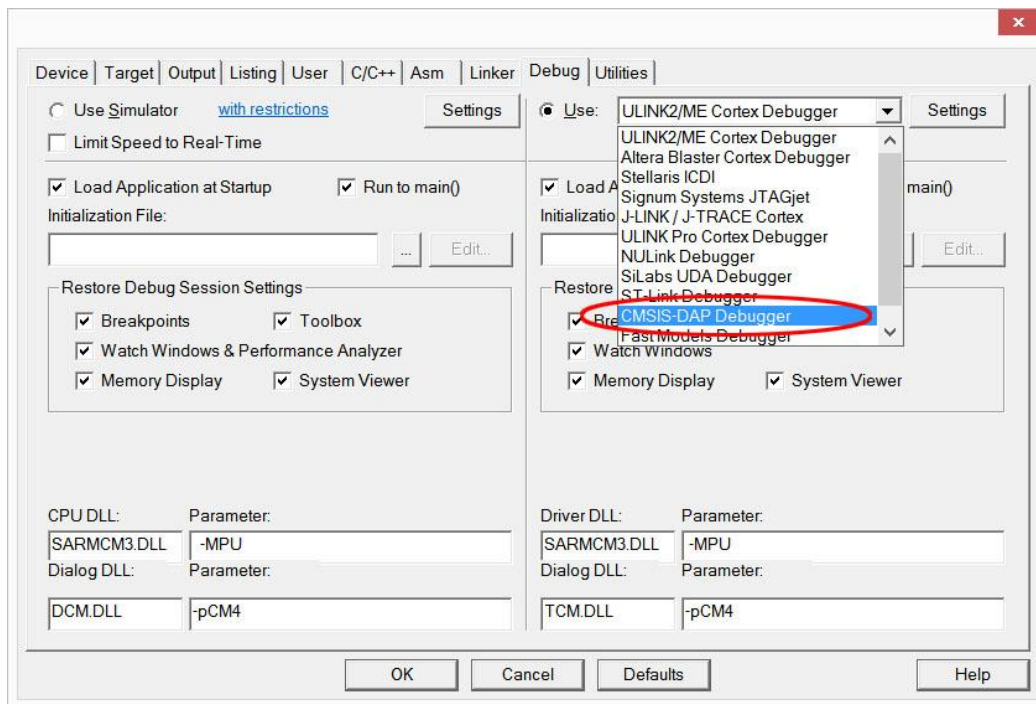 Device Target Output Listing User C/C++ Asm Linker Debug Utilities
Use Simulator with restrictions Settings
Limit Speed to Real-Time
Load Application at Startup Run to main()
Initialization File:
... Edit...
Restore Debug Session Settings
Breakpoints Toolbox
Watch Windows & Performance Analyzer
Memory Display System Viewer
CPU DLL: Parameter:
SARMCM3.DLL -MPU
Dialog DLL: Parameter:
DCM.DLL -pCM4
Use: ULINK2/ME Cortex Debugger Settings
ULINK2/ME Cortex Debugger
Altera Blaster Cortex Debugger
Stellaris ICDI
Signum Systems JTAGjet
J-LINK / J-TRACE Cortex
ULINK Pro Cortex Debugger
NULink Debugger
SiLabs UDA Debugger
ST-Link Debugger
CMSIS-DAP Debugger
Fast Models Debugger
Load A main()
Initializatio
Edit...
Restore
Bre
Watch Windows
Memory Display System Viewer
Driver DLL: Parameter:
SARMCM3.DLL -MPU
Dialog DLL: Parameter:
TCM.DLL -pCM4
OK Cancel Defaults Help